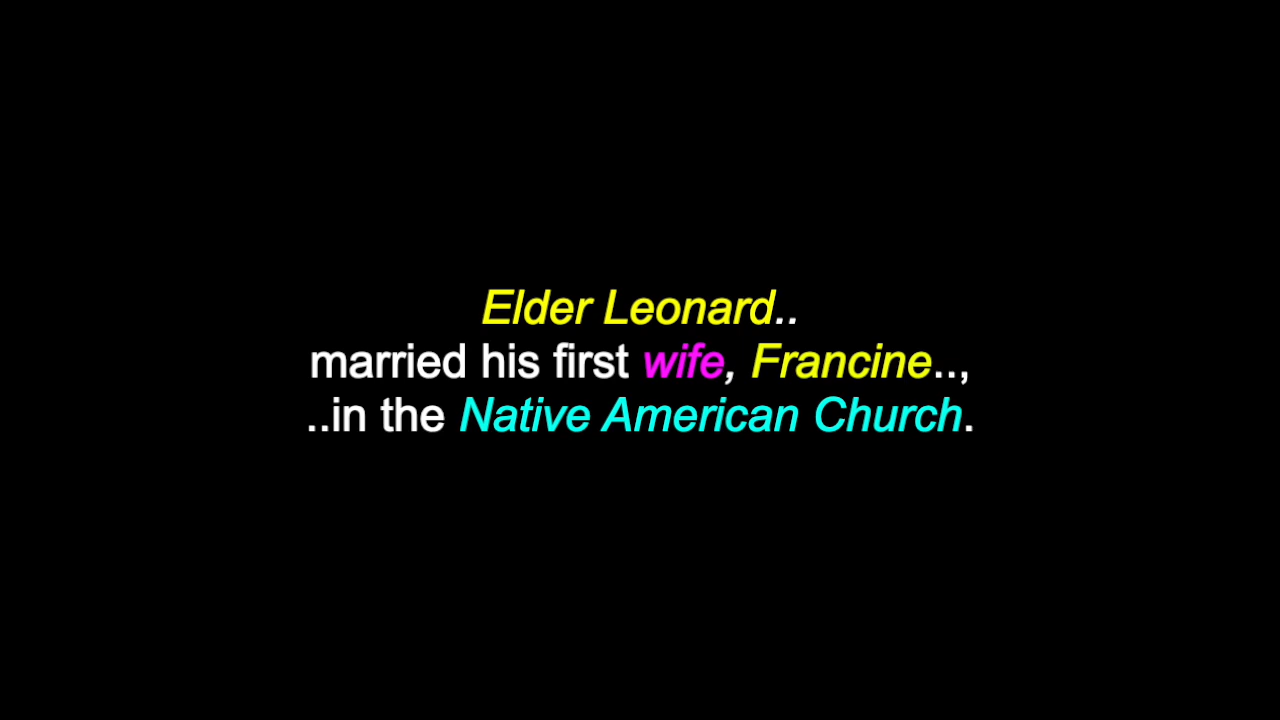 Elder Leonard..
married his first wife, Francine..,
..in the Native American Church.